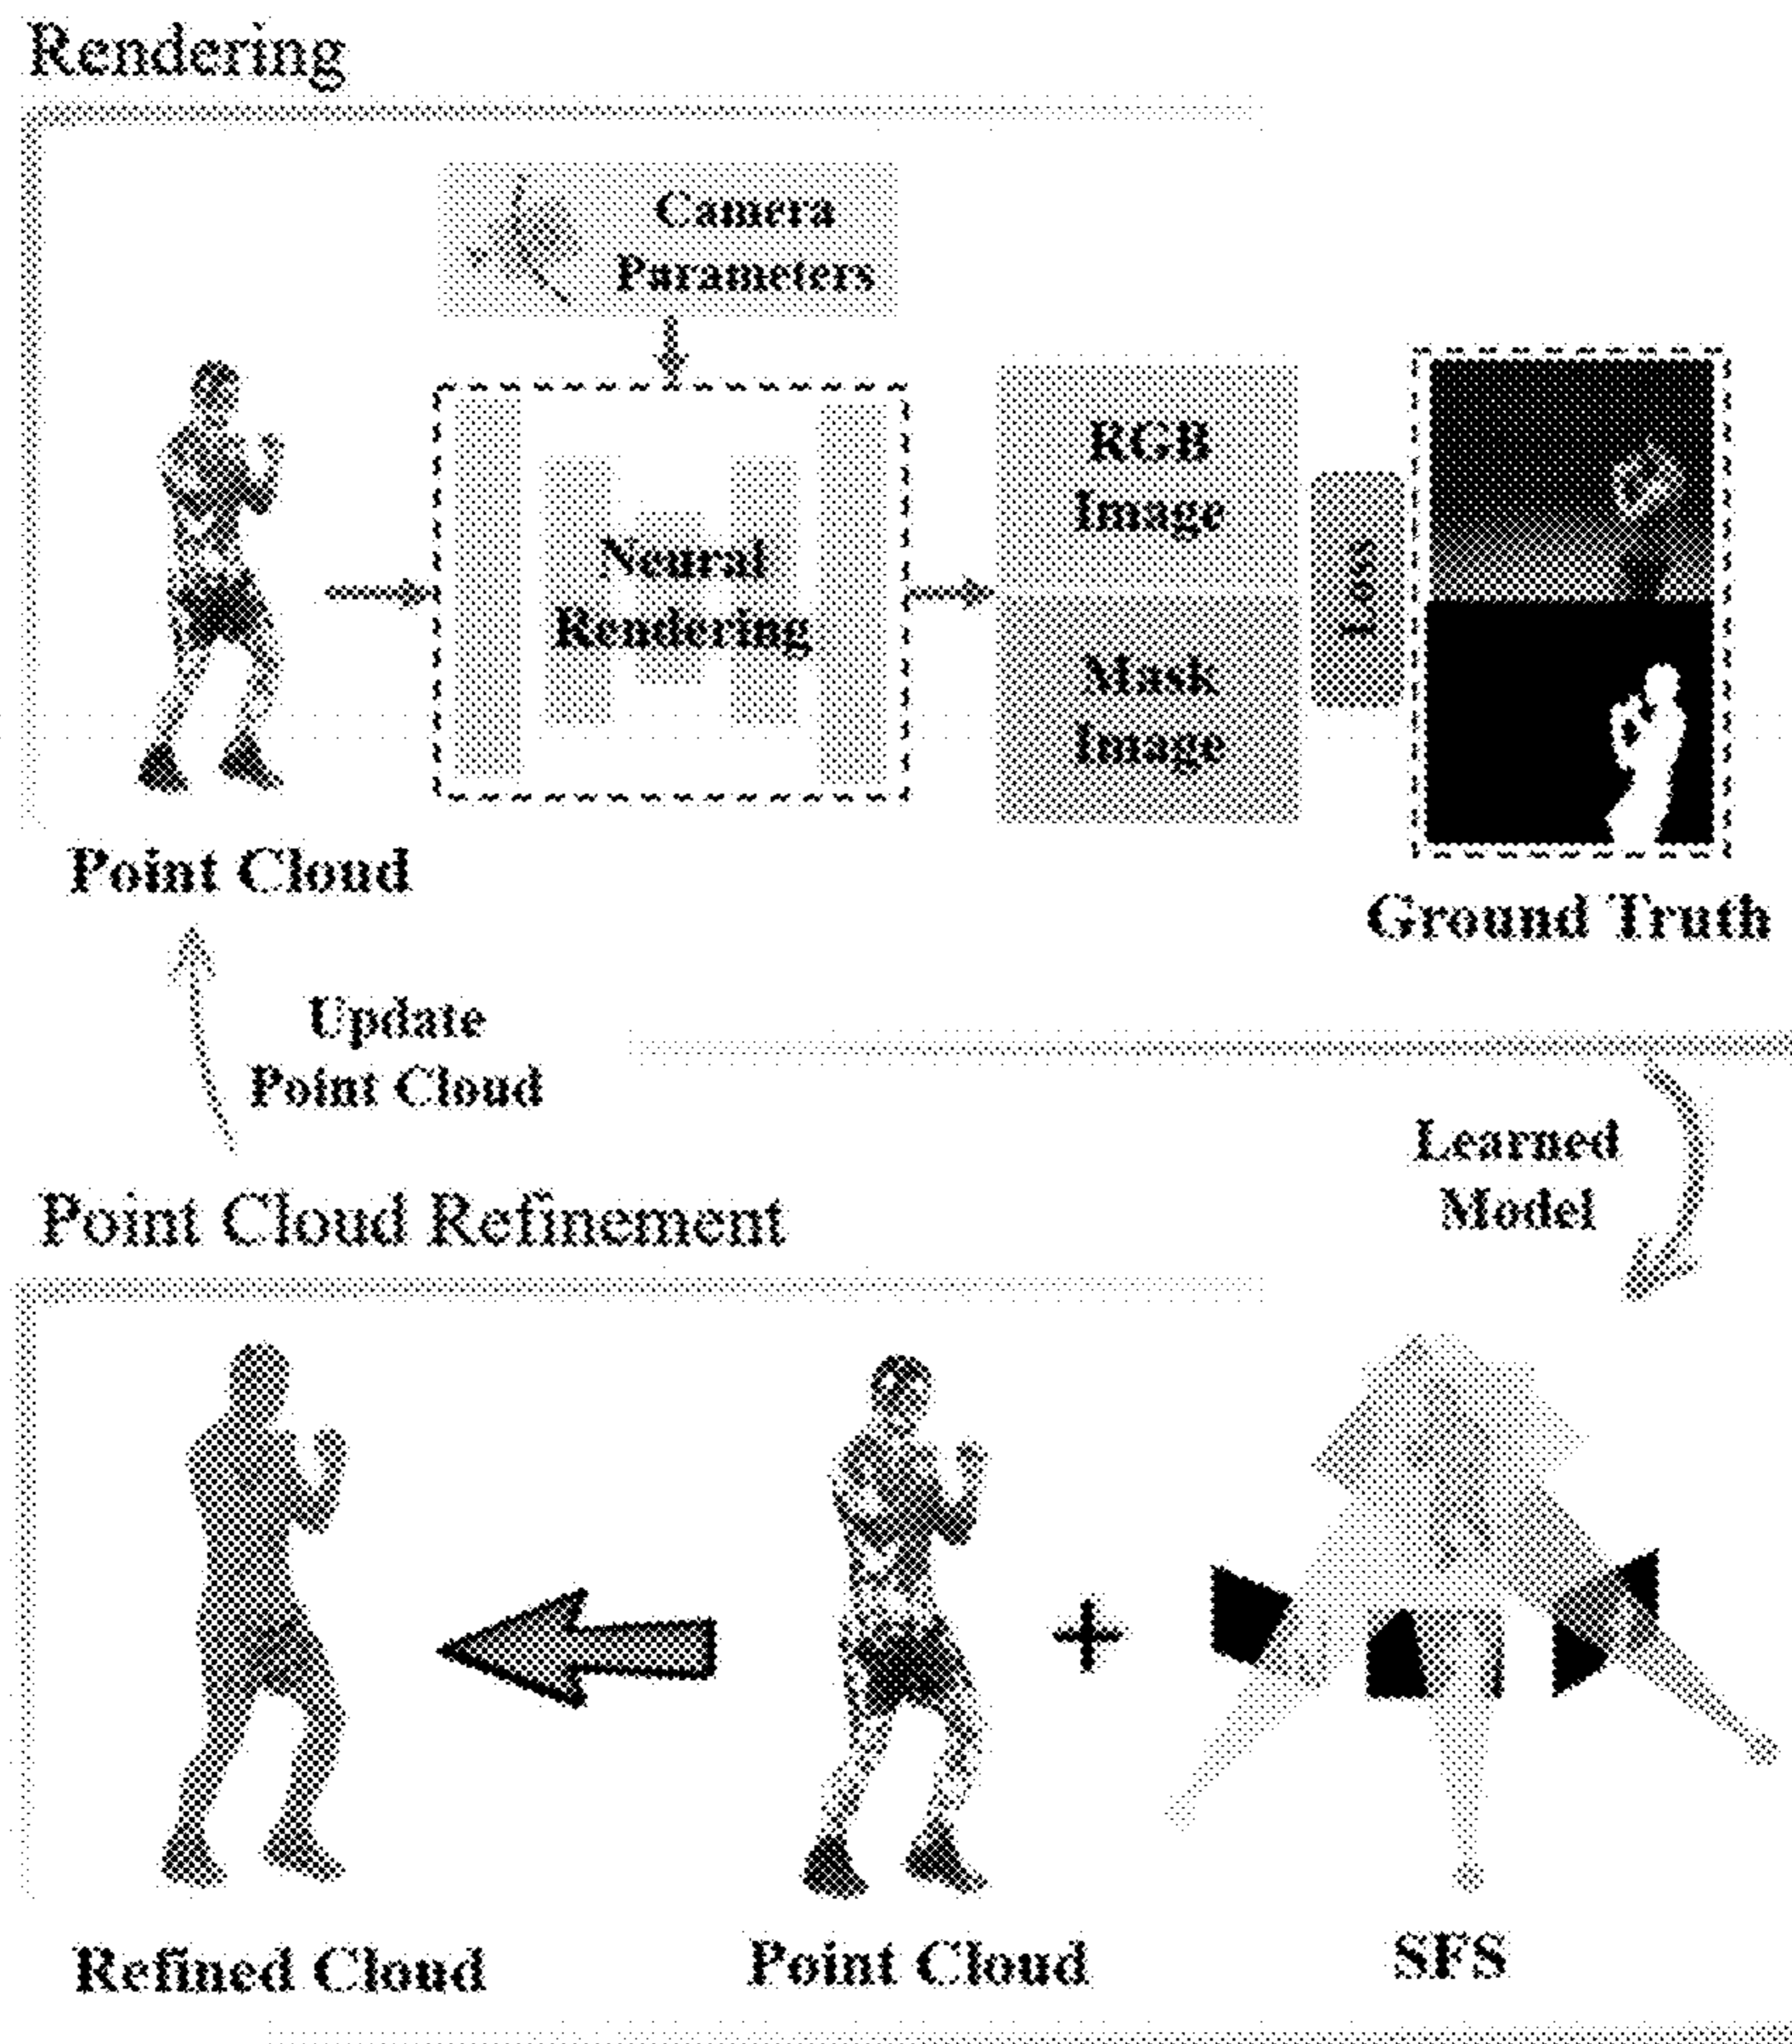 Rendering
Camera
Parameters
RGB
Image
Neural
Rendering
Loss
Mask
Image
Point Cloud
Ground Truth
Update
Point Cloud
Learned
Model
Point Cloud Refinement
Refined Cloud
Point Cloud
SFS